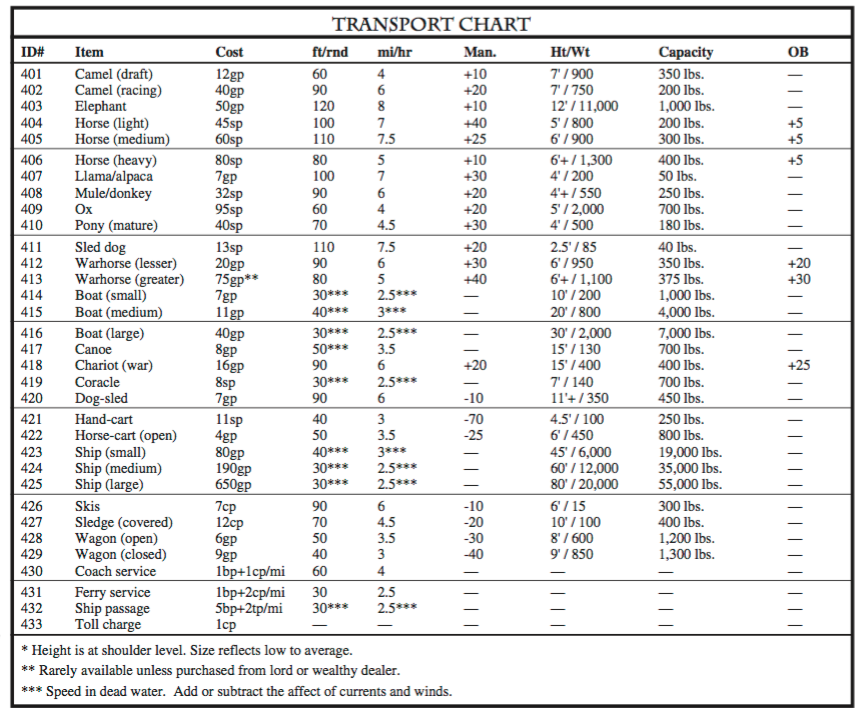 TRANSPORT CHART
ID# Item Cost ft/rnd mi/hr Man. Ht/Wt Capacity OB
401 Camel (draft) 12gp 60 4 +10 7' / 900 350 lbs. —
402 Camel (racing) 40gp 90 6 +20 7' / 750 200 lbs. —
403 Elephant 50gp 120 8 +10 12' / 11,000 1,000 lbs. —
404 Horse (light) 45sp 100 7 +40 5' / 800 200 lbs. +5
405 Horse (medium) 60sp 110 7.5 +25 6' / 900 300 lbs. +5
406 Horse (heavy) 80sp 80 5 +10 6'+ / 1,300 400 lbs. +5
407 Llama/alpaca 7gp 100 7 +30 4' / 200 50 lbs. —
408 Mule/donkey 32sp 90 6 +20 4'+ / 550 250 lbs. —
409 Ox 95sp 60 4 +20 5' / 2,000 700 lbs. —
410 Pony (mature) 40sp 70 4.5 +30 4' / 500 180 lbs. —
411 Sled dog 13sp 110 7.5 +20 2.5' / 85 40 lbs. —
412 Warhorse (lesser) 20gp 90 6 +30 6' / 950 350 lbs. +20
413 Warhorse (greater) 75gp** 80 5 +40 6'+ / 1,100 375 lbs. +30
414 Boat (small) 7gp 30*** 2.5*** — 10' / 200 1,000 lbs. —
415 Boat (medium) 11gp 40*** 3*** — 20' / 800 4,000 lbs. —
416 Boat (large) 40gp 30*** 2.5*** — 30' / 2,000 7,000 lbs. —
417 Canoe 8gp 50*** 3.5 — 15' / 130 700 lbs. —
418 Chariot (war) 16gp 90 6 +20 15' / 400 400 lbs. +25
419 Coracle 8sp 30*** 2.5*** — 7' / 140 700 lbs. —
420 Dog-sled 7gp 90 6 -10 11'+ / 350 450 lbs. —
421 Hand-cart 11sp 40 3 -70 4.5' / 100 250 lbs. —
422 Horse-cart (open) 4gp 50 3.5 -25 6' / 450 800 lbs. —
423 Ship (small) 80gp 40*** 3*** — 45' / 6,000 19,000 lbs. —
424 Ship (medium) 190gp 30*** 2.5*** — 60' / 12,000 35,000 lbs. —
425 Ship (large) 650gp 30*** 2.5*** — 80' / 20,000 55,000 lbs. —
426 Skis 7cp 90 6 -10 6' / 15 300 lbs. —
427 Sledge (covered) 12cp 70 4.5 -20 10' / 100 400 lbs. —
428 Wagon (open) 6gp 50 3.5 -30 8' / 600 1,200 lbs. —
429 Wagon (closed) 9gp 40 3 -40 9' / 850 1,300 lbs. —
430 Coach service 1bp+1cp/mi 60 4 — — — —
431 Ferry service 1bp+2cp/mi 30 2.5 — — — —
432 Ship passage 5bp+2tp/mi 30*** 2.5*** — — — —
433 Toll charge 1cp — — — — — —
* Height is at shoulder level. Size reflects low to average.
** Rarely available unless purchased from lord or wealthy dealer.
*** Speed in dead water. Add or subtract the affect of currents and winds.